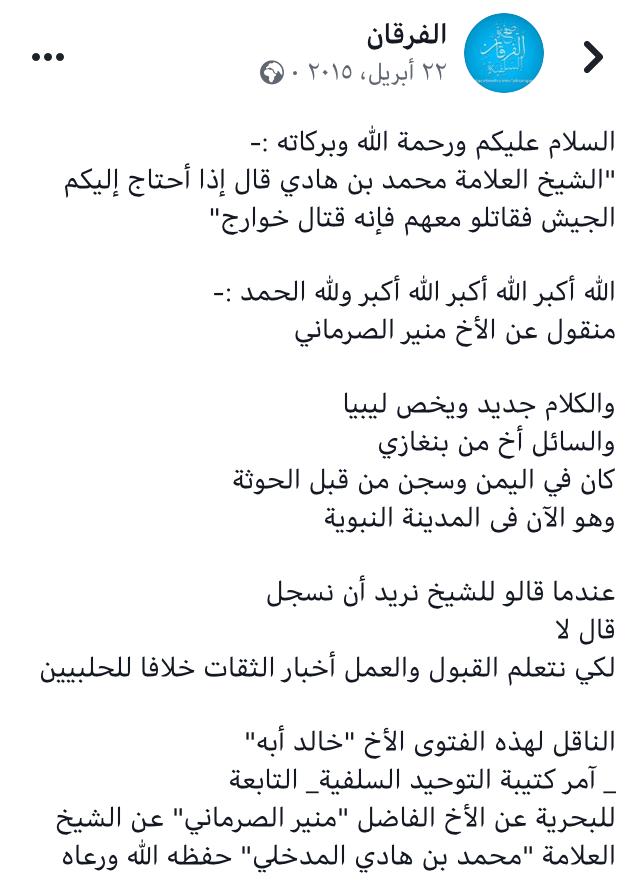 الفرقان
٢٢ أبريل، ٢٠١٥ ·
السلام عليكم ورحمة الله وبركاته :-
"الشيخ العلامة محمد بن هادي قال إذا أحتاج إليكم
الجيش فقاتلو معهم فإنه قتال خوارج"
الله أكبر الله أكبر الله أكبر ولله الحمد :-
منقول عن الأخ منير الصرماني
والكلام جديد ويخص ليبيا
والسائل أخ من بنغازي
كان في اليمن وسجن من قبل الحوثة
وهو الآن فى المدينة النبوية
عندما قالو للشيخ نريد أن نسجل
قال لا
لكي نتعلم القبول والعمل أخبار الثقات خلافا للحلبيين
الناقل لهذه الفتوى الأخ "خالد أبه"
_ آمر كتيبة التوحيد السلفية_ التابعة
للبحرية عن الأخ الفاضل "منير الصرماني" عن الشيخ
العلامة "محمد بن هادي المدخلي" حفظه الله ورعاه